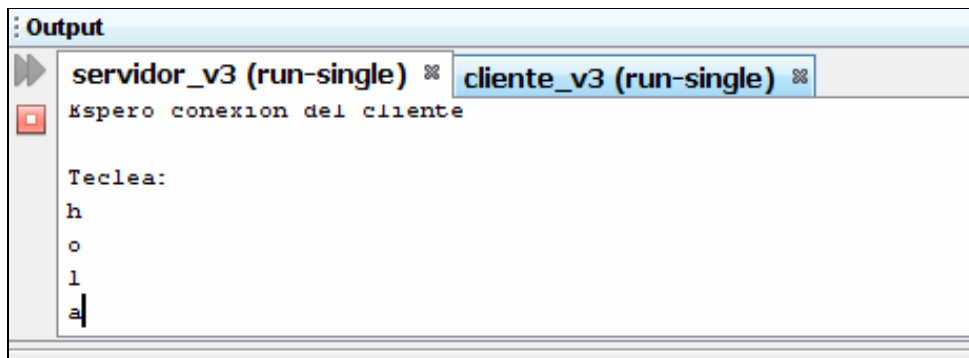 Output
servidor_v3 (run-single) cliente_v3 (run-single)
Espero conexion del cliente
Teclea:
h
o
l
a